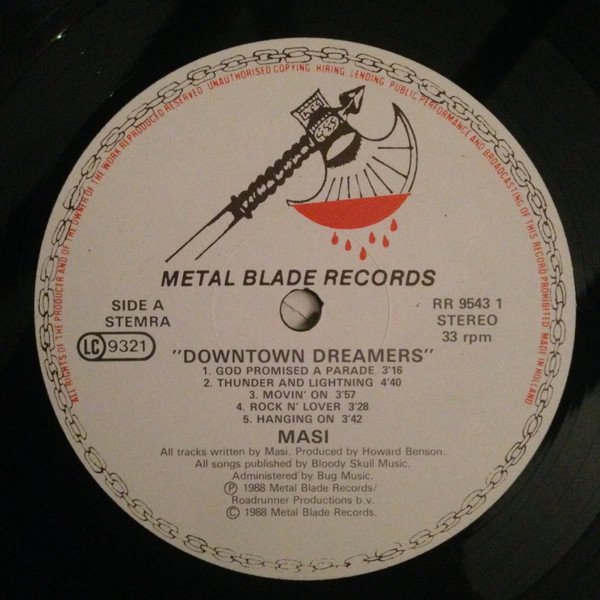 ALL RIGHTS OF THE PRODUCER AND OF THE OWNER OF THE WORK REPRODUCED RESERVED UNAUTHORISED COPYING HIRING LENDING PUBLIC PERFORMANCE AND BROADCASTING OF THIS RECORD PROHIBITED MADE IN HOLLAND
METAL BLADE RECORDS
SIDE A
STEMRA
LC 9321
RR 9543 1
STEREO
33 rpm
"DOWNTOWN DREAMERS"
1. GOD PROMISED A PARADE 3'16
2. THUNDER AND LIGHTNING 4'40
3. MOVIN' ON 3'57
4. ROCK N' LOVER 3'28
5. HANGING ON 3'42
MASI
All tracks written by Masi. Produced by Howard Benson.
All songs published by Bloody Skull Music.
Administered by Bug Music.
Ⓟ 1988 Metal Blade Records/
Roadrunner Productions b.v.
© 1988 Metal Blade Records.